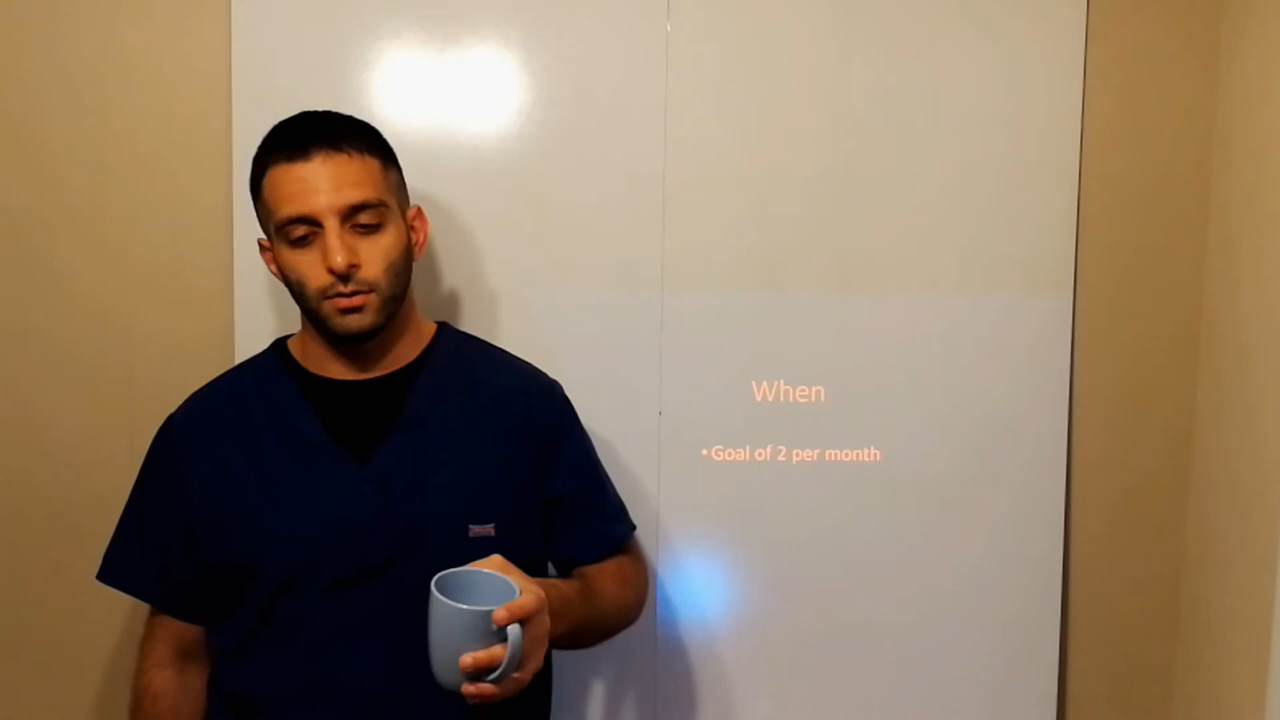 When
• Goal of 2 per month